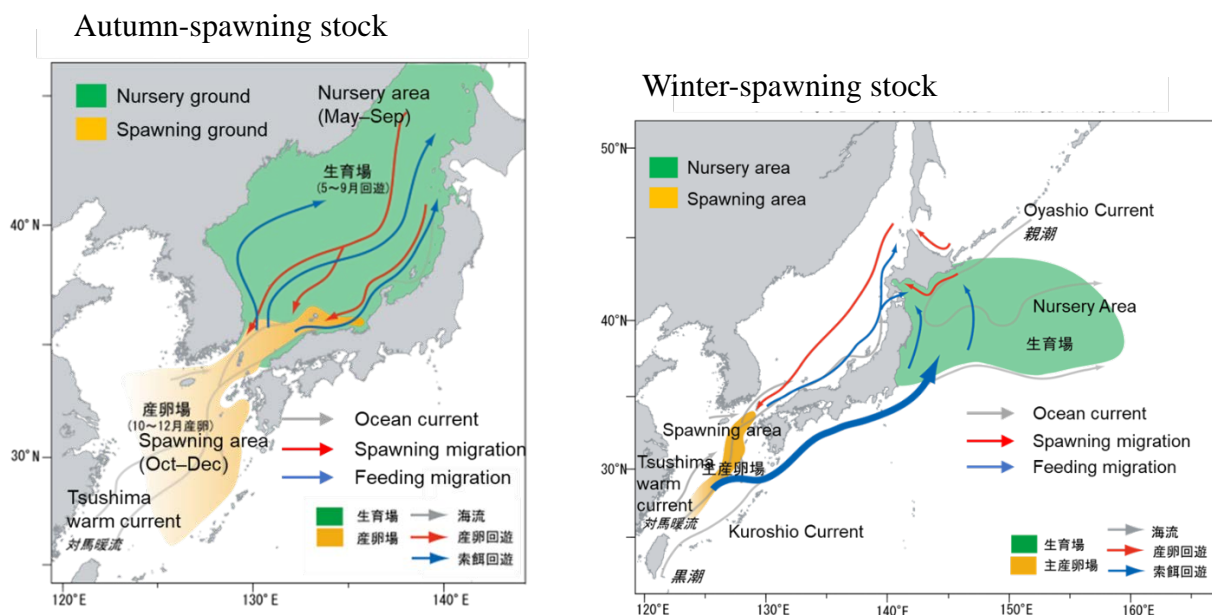 Autumn-spawning stock
Nursery ground
Spawning ground
Nursery area
(May–Sep)
生育場
(5~9月回遊)
40°N
30°N
産卵場
(10~12月産卵)
Spawning area
(Oct–Dec)
Tsushima
warm current
対馬暖流
Ocean current
Spawning migration
Feeding migration
生育場
海流
産卵場
産卵回遊
索餌回遊
120°E
130°E
140°E
Winter-spawning stock
50°N
Nursery area
Spawning area
Oyashio Current
親潮
40°N
Nursery Area
生育場
Spawning area
主産卵場
30°N
Tsushima
warm
current
対馬暖流
Kuroshio Current
黒潮
Ocean current
Spawning migration
Feeding migration
海流
生育場
産卵回遊
主産卵場
索餌回遊
120°E
130°E
140°E
150°E
160°E